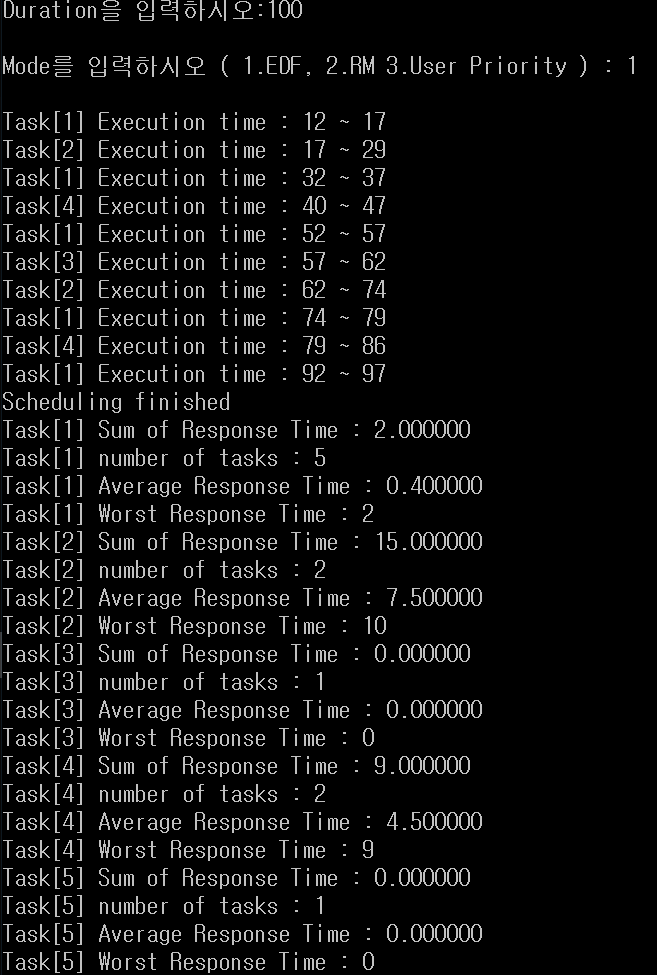 Duration을 입력하시오:100
Mode를 입력하시오 ( 1.EDF, 2.RM 3.User Priority ) : 1
Task[1] Execution time : 12 ~ 17
Task[2] Execution time : 17 ~ 29
Task[1] Execution time : 32 ~ 37
Task[4] Execution time : 40 ~ 47
Task[1] Execution time : 52 ~ 57
Task[3] Execution time : 57 ~ 62
Task[2] Execution time : 62 ~ 74
Task[1] Execution time : 74 ~ 79
Task[4] Execution time : 79 ~ 86
Task[1] Execution time : 92 ~ 97
Scheduling finished
Task[1] Sum of Response Time : 2.000000
Task[1] number of tasks : 5
Task[1] Average Response Time : 0.400000
Task[1] Worst Response Time : 2
Task[2] Sum of Response Time : 15.000000
Task[2] number of tasks : 2
Task[2] Average Response Time : 7.500000
Task[2] Worst Response Time : 10
Task[3] Sum of Response Time : 0.000000
Task[3] number of tasks : 1
Task[3] Average Response Time : 0.000000
Task[3] Worst Response Time : 0
Task[4] Sum of Response Time : 9.000000
Task[4] number of tasks : 2
Task[4] Average Response Time : 4.500000
Task[4] Worst Response Time : 9
Task[5] Sum of Response Time : 0.000000
Task[5] number of tasks : 1
Task[5] Average Response Time : 0.000000
Task[5] Worst Response Time : 0